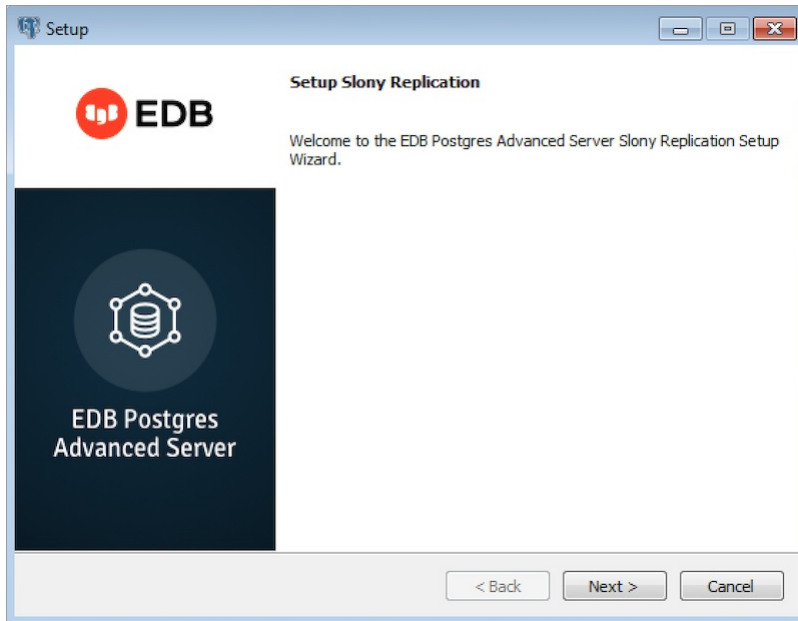 Setup
EDB
Setup Slony Replication
Welcome to the EDB Postgres Advanced Server Slony Replication Setup
Wizard.
EDB Postgres
Advanced Server
< Back
Next >
Cancel